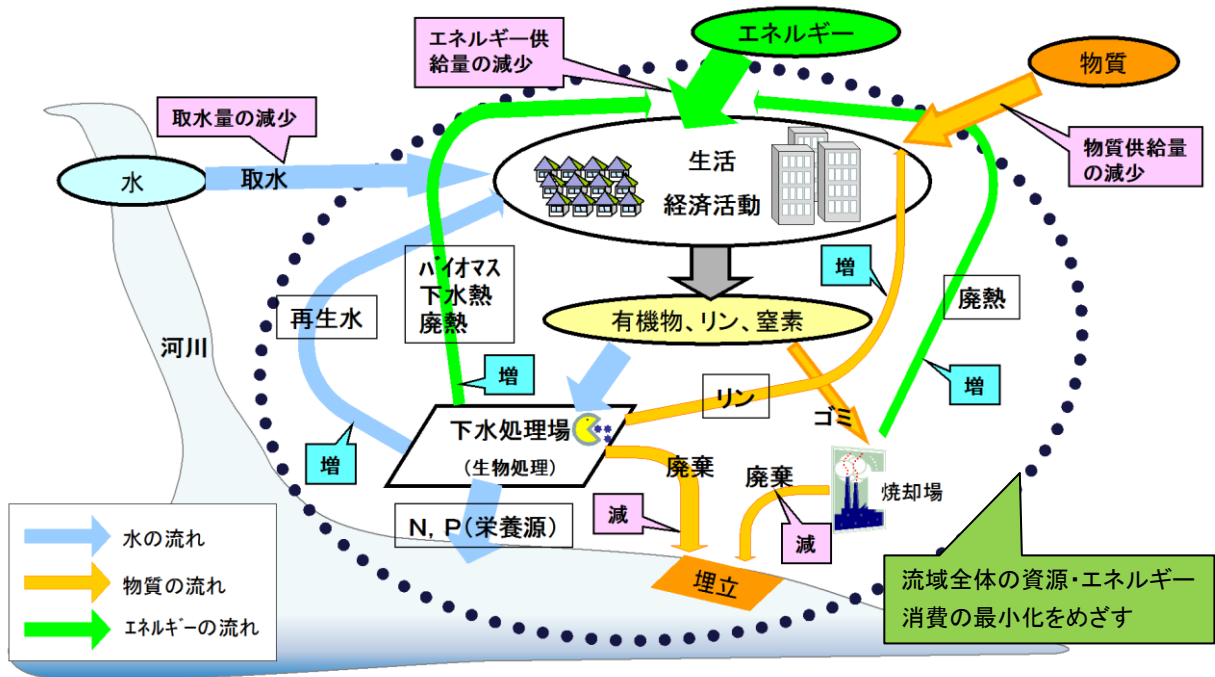 エネルギー
エネルギー供
給量の減少
物質
取水量の減少
物質供給量
の減少
水
取水
生活
経済活動
増
バイオマス
下水熱
廃熱
廃熱
再生水
有機物、リン、窒素
河川
増
増
リン
ゴミ
下水処理場
(生物処理)
増
廃棄
廃棄
焼却場
減
減
N, P(栄養源)
水の流れ
物質の流れ
エネルギーの流れ
埋立
流域全体の資源・エネルギー
消費の最小化をめざす